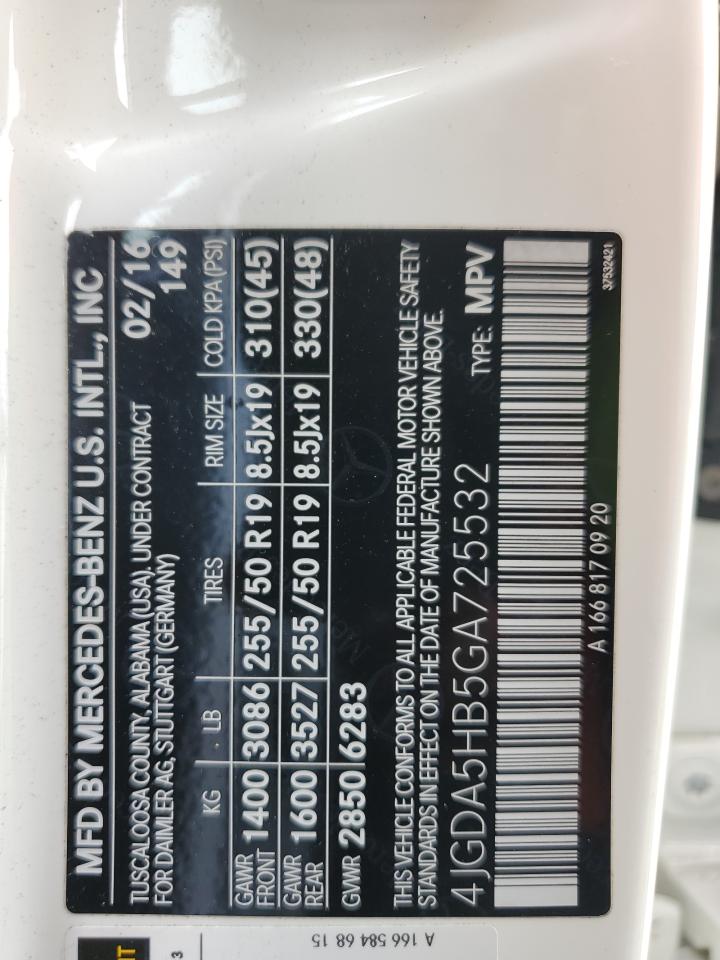 MFD BY MERCEDES-BENZ U.S. INTL., INC
TUSCALOOSA COUNTY, ALABAMA (USA), UNDER CONTRACT 02/16
FOR DAIMLER AG, STUTTGART (GERMANY) 149
KG LB TIRES RIM SIZE COLD KPA(PSI)
GAWR FRONT 1400 3086 255/50 R19 8.5Jx19 310(45)
GAWR REAR 1600 3527 255/50 R19 8.5Jx19 330(48)
GVWR 2850 6283
THIS VEHICLE CONFORMS TO ALL APPLICABLE FEDERAL MOTOR VEHICLE SAFETY
STANDARDS IN EFFECT ON THE DATE OF MANUFACTURE SHOWN ABOVE.
4JGDA5HB5GA725532 TYPE: MPV
A 166 817 09 20 37532421
A 166 584 68 15
3